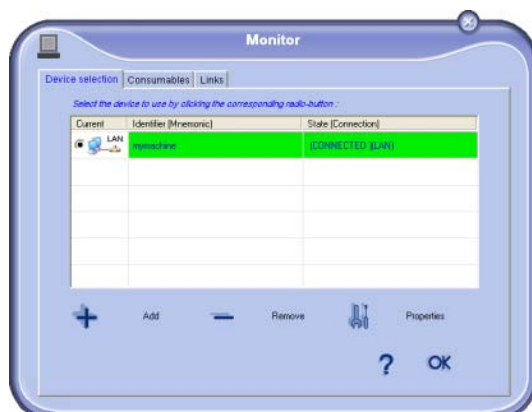 Monitor
Device selection Consumables Links
Select the device to use by clicking the corresponding radio-button :
Current Identifier (Mnemonic) State (Connection)
LAN mymachine (CONNECTED )(LAN)
Add Remove Properties
? OK